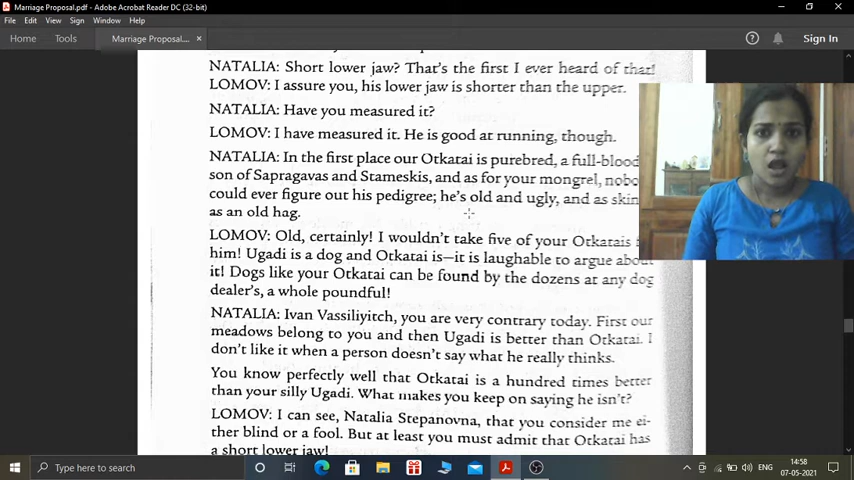 Marriage Proposal.pdf - Adobe Acrobat Reader DC (32-bit)
File Edit View Sign Window Help
Home Tools Marriage Proposal... × Sign In
NATALIA: Short lower jaw? That's the first I ever heard of that!
LOMOV: I assure you, his lower jaw is shorter than the upper.
NATALIA: Have you measured it?
LOMOV: I have measured it. He is good at running, though.
NATALIA: In the first place our Otkatai is purebred, a full-blood
son of Sapragavas and Stameskis, and as for your mongrel,
could ever figure out his pedigree; he's old and ugly, and as
as an old hag.
LOMOV: Old, certainly! I wouldn't take five of your Otkatais
him! Ugadi is a dog and Otkatai is—it is laughable to argue about
it! Dogs like your Otkatai can be found by the dozens at any dog
dealer's, a whole poundful!
NATALIA: Ivan Vassiliyitch, you are very contrary today. First our
meadows belong to you and then Ugadi is better than Otkatai. I
don't like it when a person doesn't say what he really thinks.
You know perfectly well that Otkatai is a hundred times better
than your silly Ugadi. What makes you keep on saying he isn't?
LOMOV: I can see, Natalia Stepanovna, that you consider me ei-
ther blind or a fool. But at least you must admit that Otkatai has
a short lower jaw!
Type here to search
ENG
14:58
07-05-2021